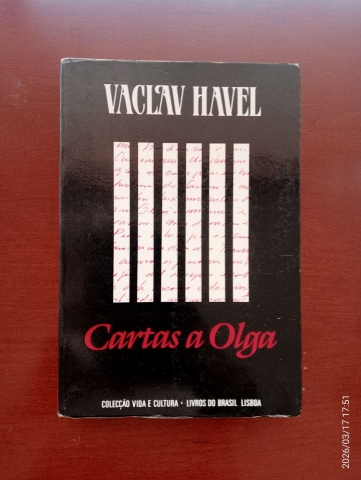 VACLAV HAVEL
Cartas a Olga
COLECÇÃO VIDA E CULTURA - LIVROS DO BRASIL LISBOA
2026/03/17 17:51